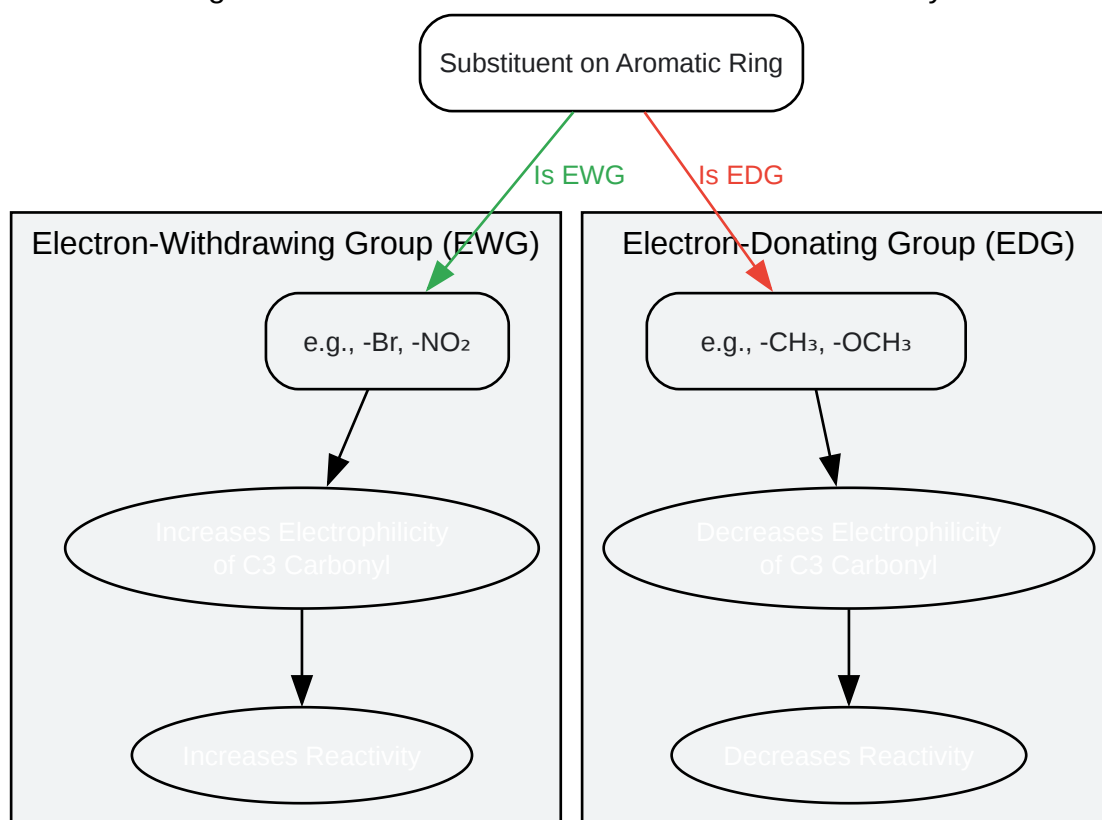 Substituent on Aromatic Ring
Is EWG
Is EDG
Electron-Withdrawing Group (EWG)
Electron-Donating Group (EDG)
e.g., -Br, -NO₂
e.g., -CH₃, -OCH₃
Increases Electrophilicity
of C3 Carbonyl
Decreases Electrophilicity
of C3 Carbonyl
Increases Reactivity
Decreases Reactivity